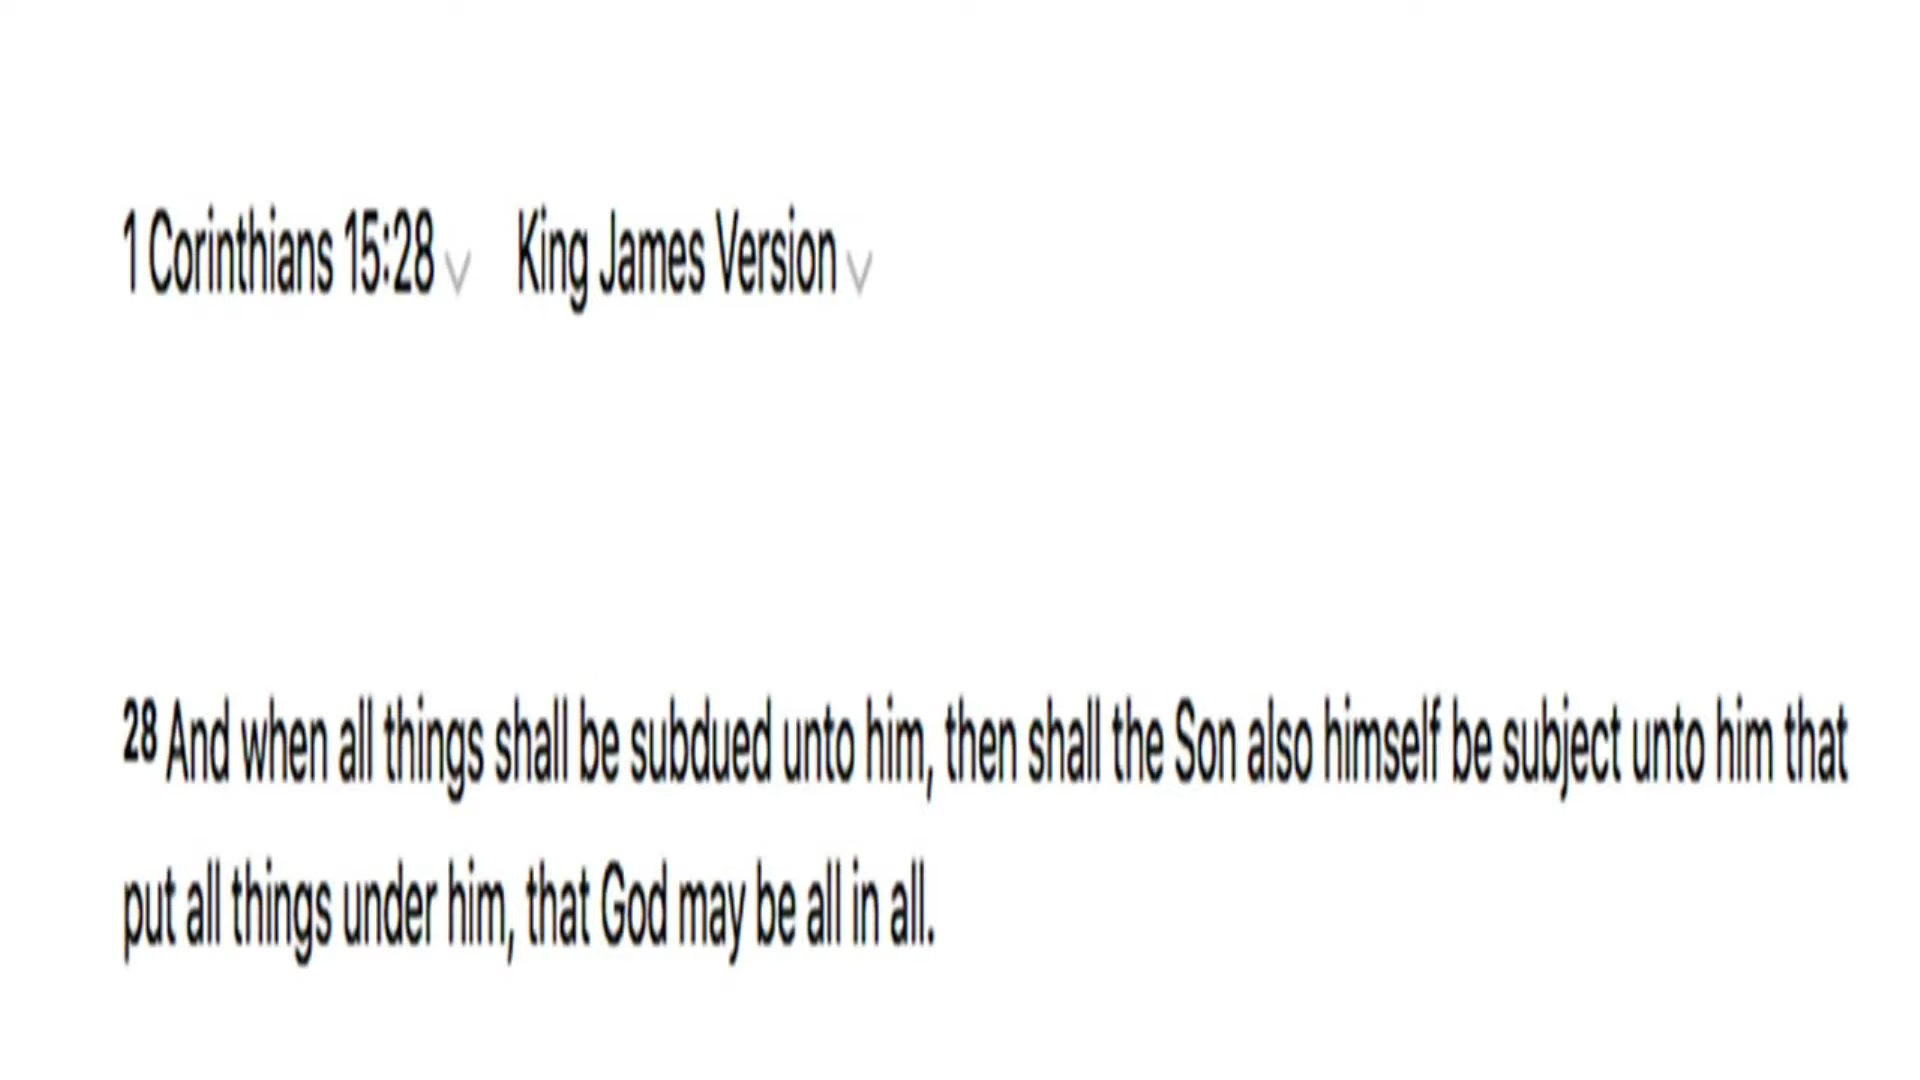 1 Corinthians 15:28 King James Version
28 And when all things shall be subdued unto him, then shall the Son also himself be subject unto him that
put all things under him, that God may be all in all.